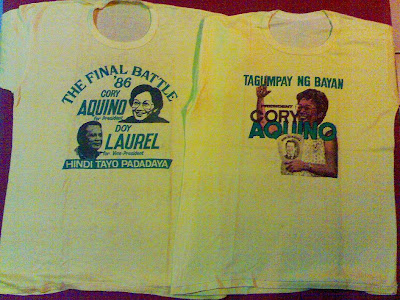 THE FINAL BATTLE
'86
CORY
AQUINO
for President
DOY
LAUREL
for Vice President
HINDI TAYO PADADAYA
TAGUMPAY NG BAYAN
CORY
AQUINO